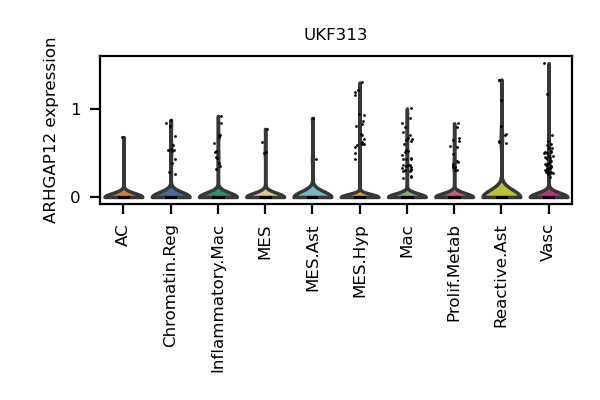 UKF313
ARHGAP12 expression
1
0
AC
Chromatin.Reg
Inflammatory.Mac
MES
MES.Ast
MES.Hyp
Mac
Prolif.Metab
Reactive.Ast
Vasc